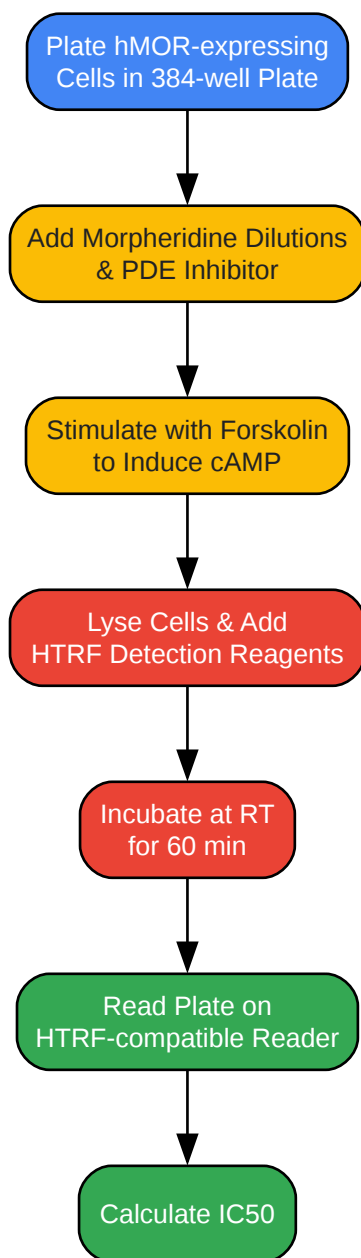 Plate hMOR-expressing
Cells in 384-well Plate
Add Morpheridine Dilutions
& PDE Inhibitor
Stimulate with Forskolin
to Induce cAMP
Lyse Cells & Add
HTRF Detection Reagents
Incubate at RT
for 60 min
Read Plate on
HTRF-compatible Reader
Calculate IC50